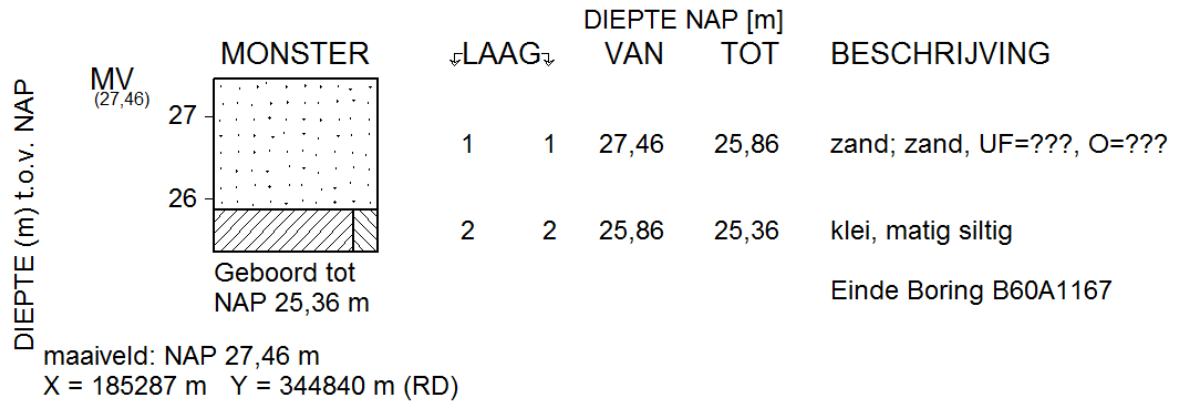 DIEPTE NAP [m]
MONSTER LAAG VAN TOT BESCHRIJVING
MV
(27,46)
27
1 1 27,46 25,86 zand; zand, UF=???, O=???
26
2 2 25,86 25,36 klei, matig siltig
Geboord tot
NAP 25,36 m
Einde Boring B60A1167
DIEPTE (m) t.o.v. NAP
maaiveld: NAP 27,46 m
X = 185287 m Y = 344840 m (RD)